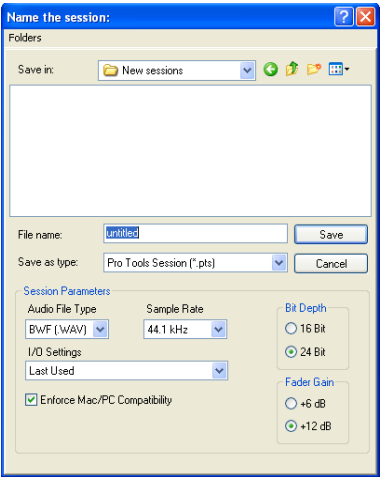 Name the session:
Folders
Save in:
New sessions
File name:
untitled
Save
Save as type:
Pro Tools Session (*.pts)
Cancel
Session Parameters
Audio File Type
Sample Rate
Bit Depth
BWF (.WAV)
44.1 kHz
16 Bit
24 Bit
I/O Settings
Last Used
Fader Gain
Enforce Mac/PC Compatibility
+6 dB
+12 dB